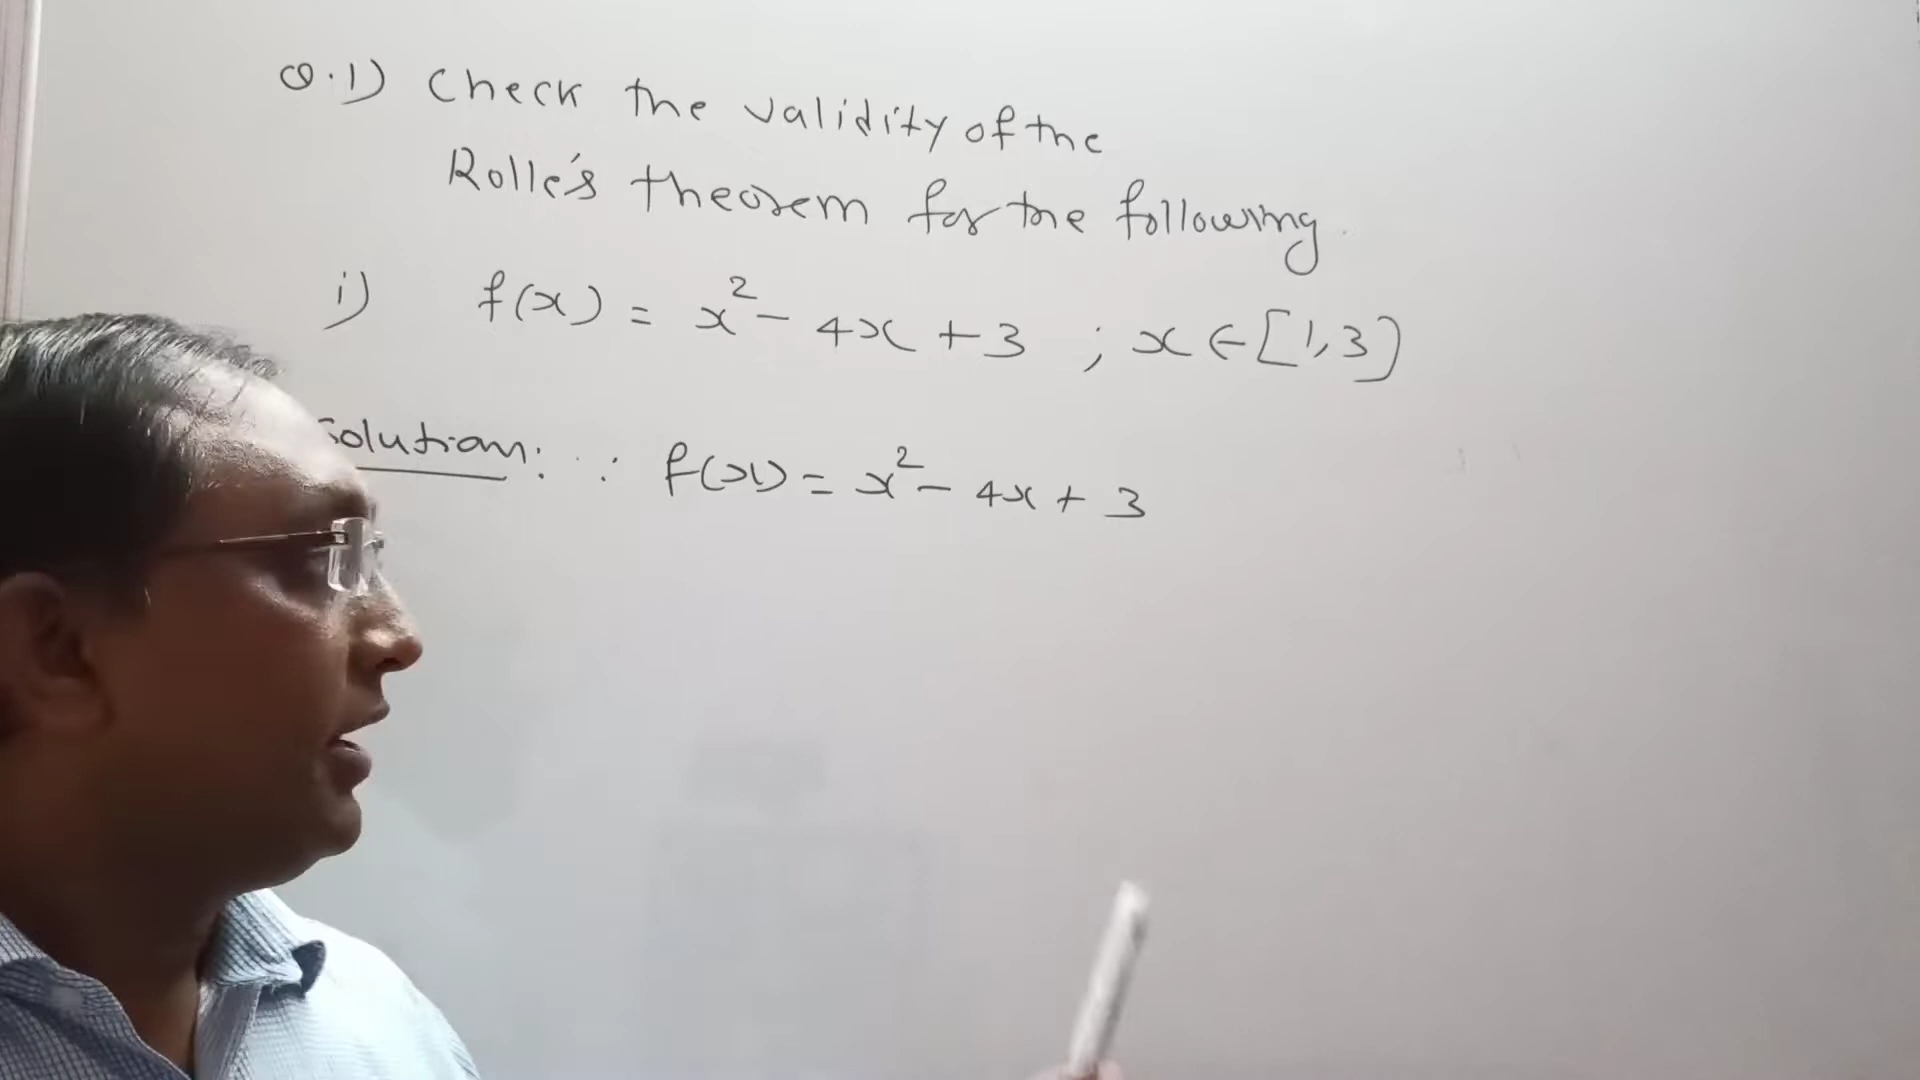 Q.1) Check the validity of the
Rolle's theorem for the following.
i) f(x) = x² - 4x + 3 ; x ∈ [1,3]
Solution: ∵ f(x) = x² - 4x + 3